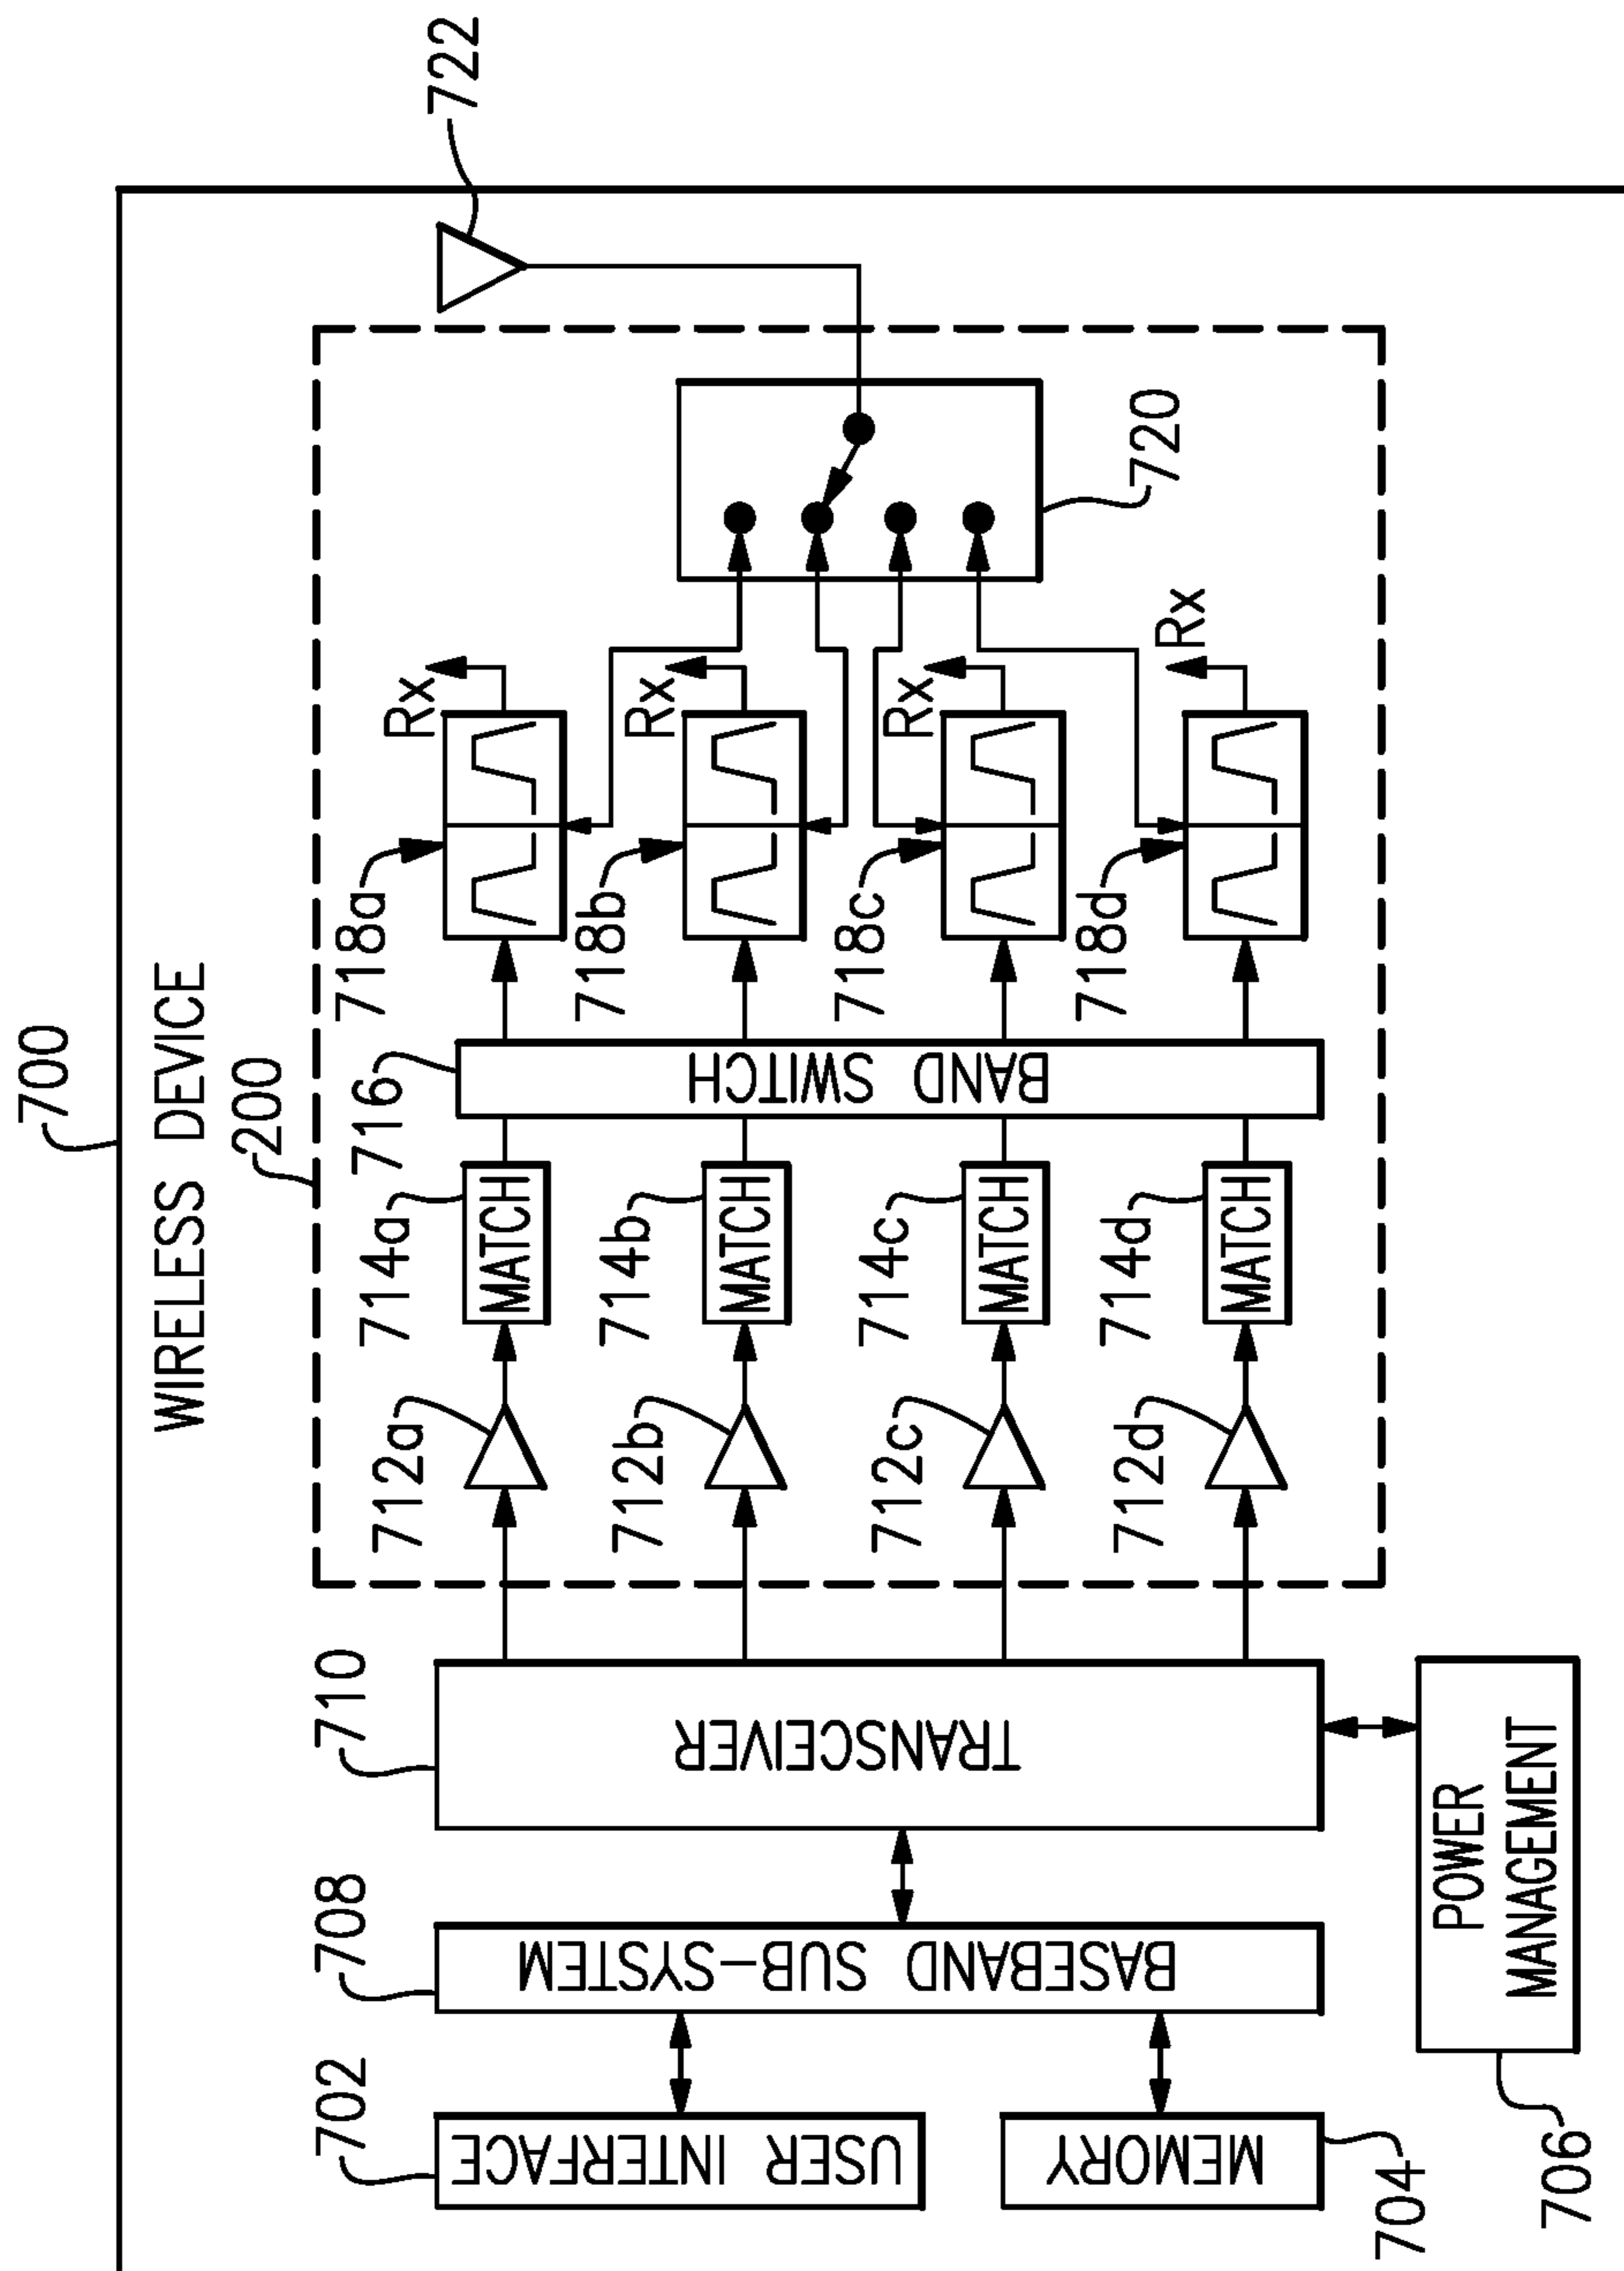 700
WIRELESS DEVICE
200
722
702
708
710
712a
714a
716
718a
Rx
USER INTERFACE
BASEBAND SUB-SYSTEM
TRANSCEIVER
MATCH
BAND SWITCH
712b
714b
718b
Rx
MATCH
712c
714c
718c
Rx
MATCH
MEMORY
712d
714d
718d
Rx
720
MATCH
704
POWER
MANAGEMENT
706